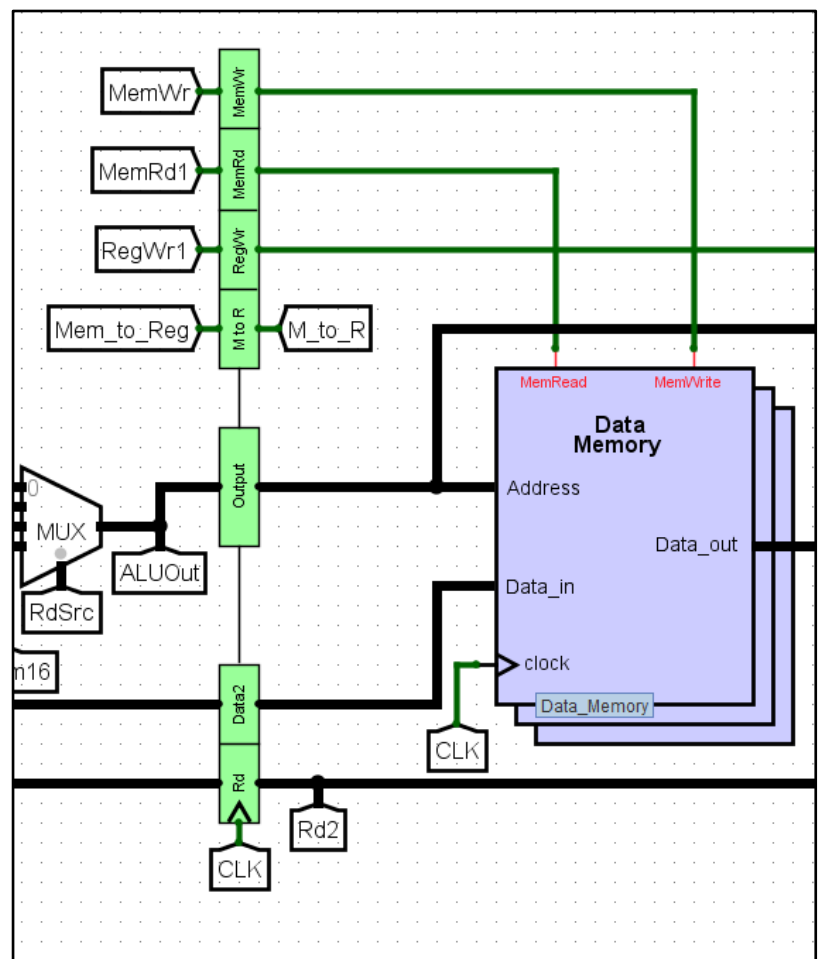 MemWr
MemWr
MemRd1
MemRd
RegWr1
RegWr
Mem_to_Reg
M to R
M_to_R
MemRead
MemWrite
Data
Memory
0
MUX
Output
Address
ALUOut
Data_out
RdSrc
Data_in
m16
clock
Data2
Data_Memory
CLK
Rd
Rd2
CLK